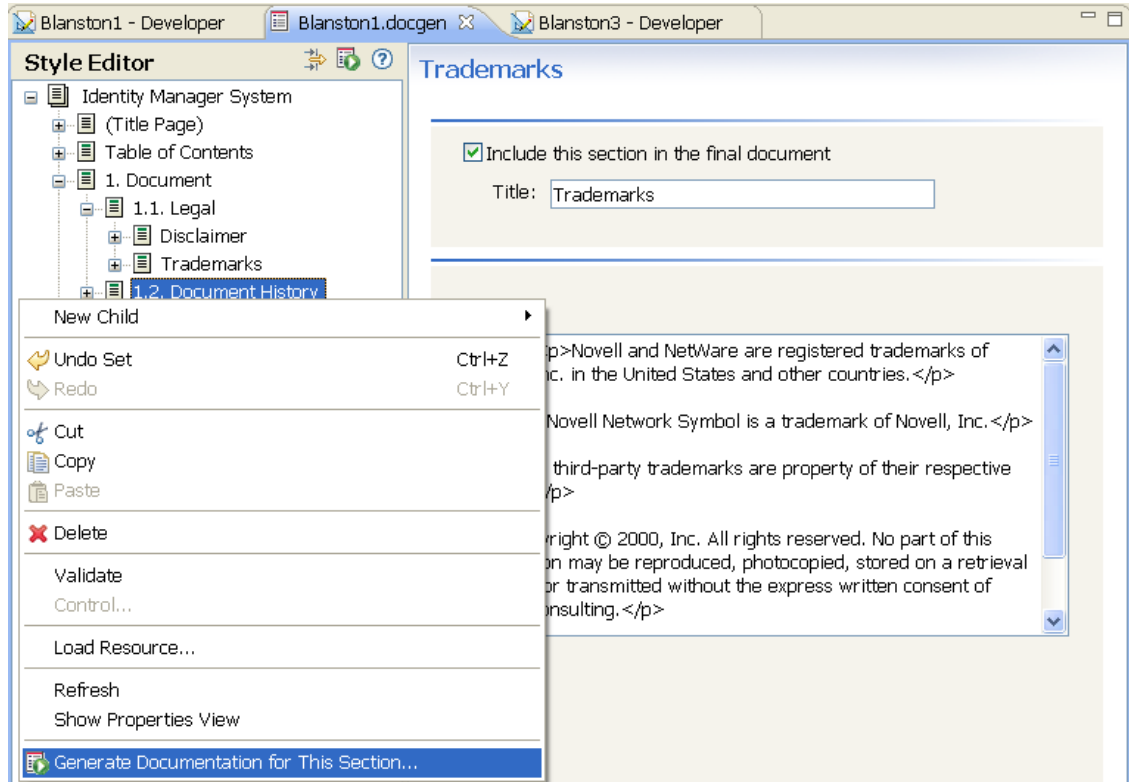 Blanston1 - Developer
Blanston1.docgen
Blanston3 - Developer
Style Editor
Identity Manager System
(Title Page)
Table of Contents
1. Document
1.1. Legal
Disclaimer
Trademarks
1.2. Document History
New Child
Undo Set Ctrl+Z
Redo Ctrl+Y
Cut
Copy
Paste
Delete
Validate
Control...
Load Resource...
Refresh
Show Properties View
Generate Documentation for This Section...
Trademarks
Include this section in the final document
Title: Trademarks
p>Novell and NetWare are registered trademarks of
nc. in the United States and other countries.</p>
Novell Network Symbol is a trademark of Novell, Inc.</p>
third-party trademarks are property of their respective
/p>
right © 2000, Inc. All rights reserved. No part of this
on may be reproduced, photocopied, stored on a retrieval
or transmitted without the express written consent of
onsulting.</p>